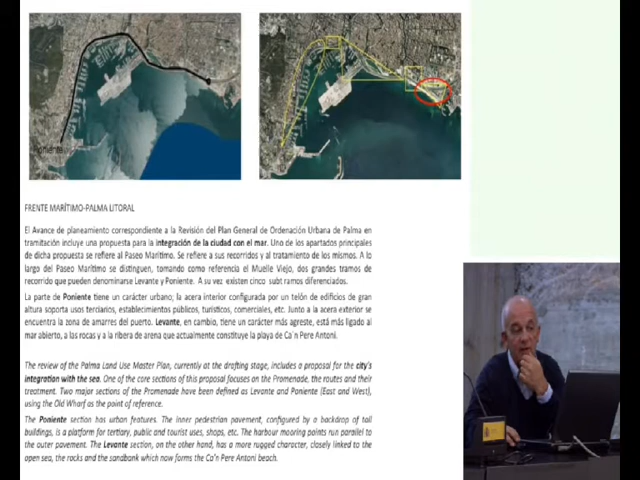 Poniente
FRENTE MARÍTIMO-PALMA LITORAL
El Avance de planeamiento correspondiente a la Revisión del Plan General de Ordenación Urbana de Palma en
tramitación incluye una propuesta para la integración de la ciudad con el mar. Uno de los apartados principales
de dicha propuesta se refiere al Paseo Marítimo. Se refiere a sus recorridos y al tratamiento de los mismos. A lo
largo del Paseo Marítimo se distinguen, tomando como referencia el Muelle Viejo, dos grandes tramos de
recorrido que pueden denominarse Levante y Poniente. A su vez existen cinco subt ramos diferenciados.
La parte de Poniente tiene un carácter urbano; la acera interior configurada por un telón de edificios de gran
altura soporta usos terciarios, establecimientos públicos, turísticos, comerciales, etc. Junto a la acera exterior se
encuentra la zona de amarres del puerto. Levante, en cambio, tiene un carácter más agreste, está más ligado al
mar abierto, a las rocas y a la ribera de arena que actualmente constituye la playa de Ca´n Pere Antoni.
The review of the Palma Land Use Master Plan, currently at the drafting stage, includes a proposal for the city's
integration with the sea. One of the core sections of this proposal focuses on the Promenade, the routes and their
treatment. Two major sections of the Promenade have been defined as Levante and Poniente (East and West),
using the Old Wharf as the point of reference.
The Poniente section has urban features. The inner pedestrian pavement, configured by a backdrop of tall
buildings, is a platform for tertiary, public and tourist uses, shops, etc. The harbour mooring points run parallel to
the outer pavement. The Levante section, on the other hand, has a more rugged character, closely linked to the
open sea, the rocks and the sandbank which now forms the Ca´n Pere Antoni beach.